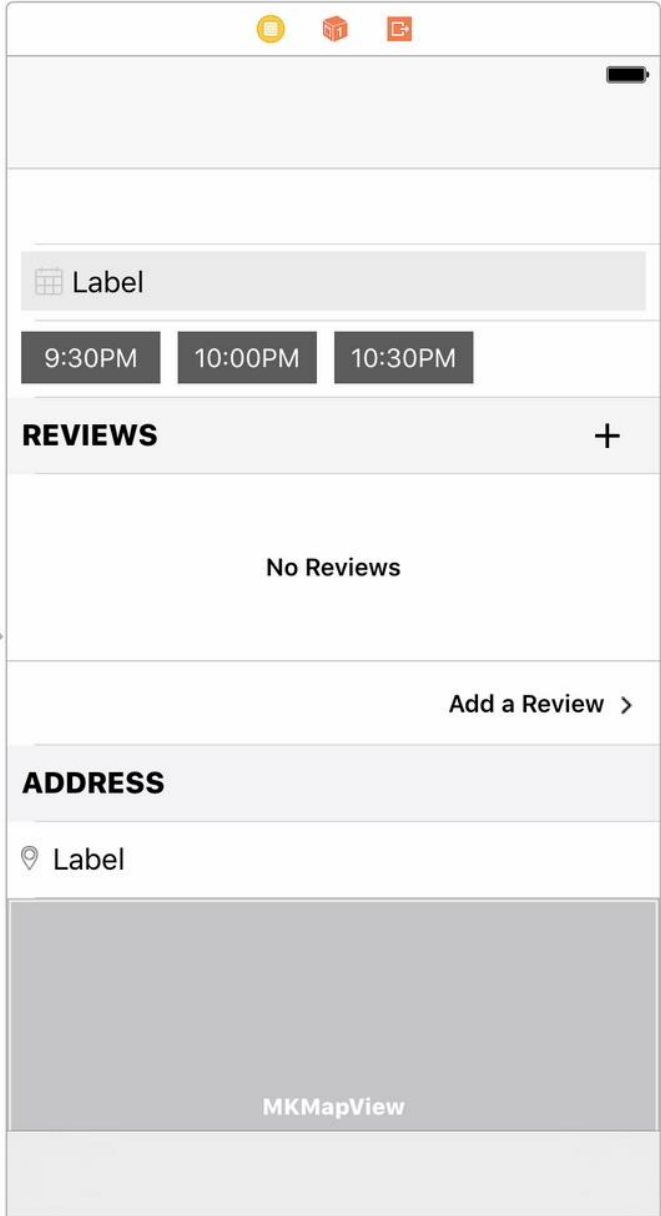 Label
9:30PM 10:00PM 10:30PM
REVIEWS +
No Reviews
Add a Review >
ADDRESS
Label
MKMapView